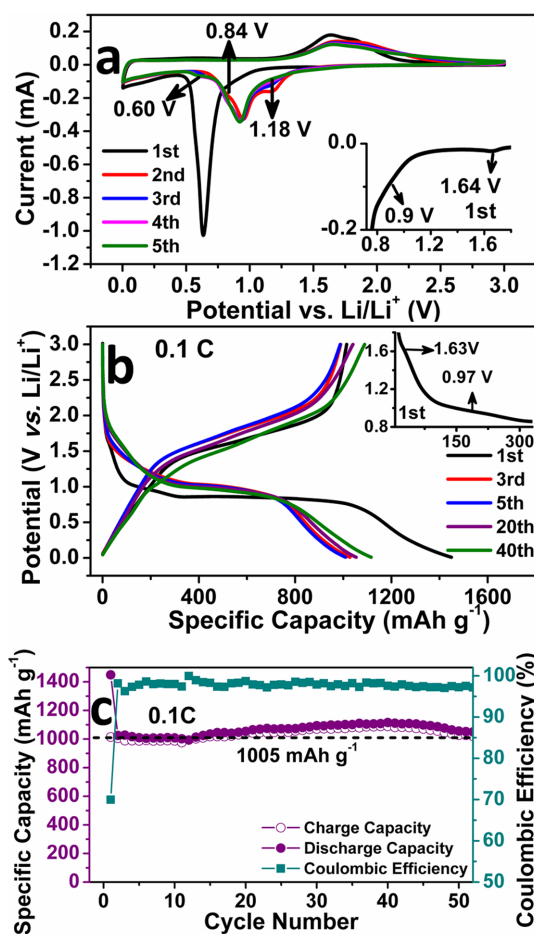 a
0.84 V
0.60 V
1.18 V
1st
2nd
3rd
4th
5th
0.2
0.0
-0.2
-0.4
-0.6
-0.8
-1.0
-1.2
Current (mA)
0.0 0.5 1.0 1.5 2.0 2.5 3.0
Potential vs. Li/Li⁺ (V)
0.0
-0.2
0.8 1.2 1.6
1.64 V
0.9 V
1st
b
0.1 C
3.0
2.5
2.0
1.5
1.0
0.5
0.0
Potential (V vs. Li/Li⁺)
0 400 800 1200 1600
Specific Capacity (mAh g⁻¹)
1.6
1.2
0.8
0 150 300
1.63V
0.97 V
1st
1st
3rd
5th
20th
40th
c
0.1C
1005 mAh g⁻¹
Charge Capacity
Discharge Capacity
Coulombic Efficiency
1400
1200
1000
800
600
400
200
0
Specific Capacity (mAh g⁻¹)
100
90
80
70
60
50
Coulombic Efficiency (%)
0 10 20 30 40 50
Cycle Number